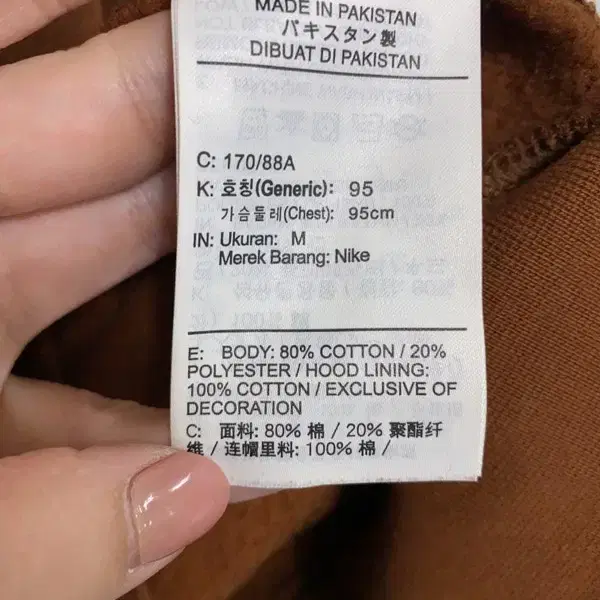 MADE IN PAKISTAN
パキスタン製
DIBUAT DI PAKISTAN
C: 170/88A
K: 호칭(Generic): 95
가슴둘레(Chest): 95cm
IN: Ukuran: M
Merek Barang: Nike
E: BODY: 80% COTTON / 20%
POLYESTER / HOOD LINING:
100% COTTON / EXCLUSIVE OF
DECORATION
C: 面料: 80% 棉 / 20% 聚酯纤
维 / 连帽里料: 100% 棉 /